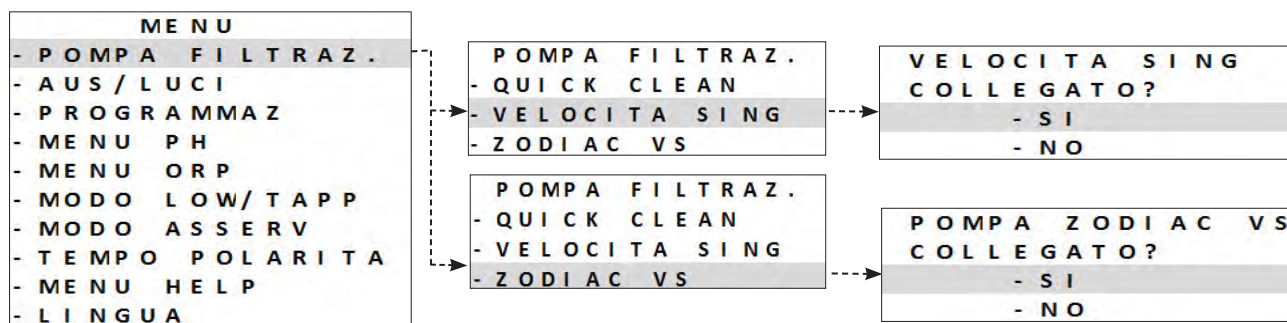 MENU
- POMPA FILTRAZ.
- AUS/LUCI
- PROGRAMMAZ
- MENU PH
- MENU ORP
- MODO LOW/TAPP
- MODO ASSERV
- TEMPO POLARITA
- MENU HELP
- LINGUA
POMPA FILTRAZ.
- QUICK CLEAN
- VELOCITA SING
- ZODIAC VS
VELOCITA SING
COLLEGATO?
- SI
- NO
POMPA FILTRAZ.
- QUICK CLEAN
- VELOCITA SING
- ZODIAC VS
POMPA ZODIAC VS
COLLEGATO?
- SI
- NO